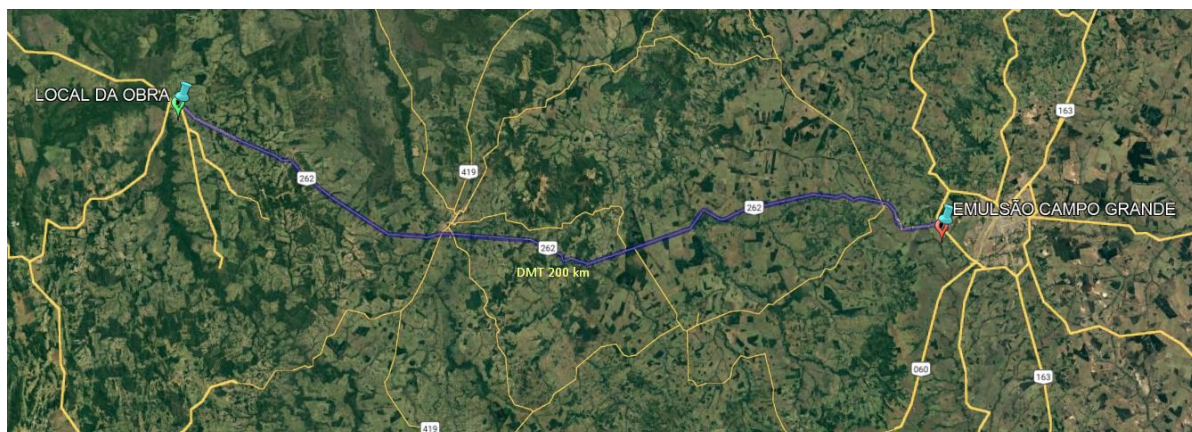 LOCAL DA OBRA
163
419
262
262
EMULSÃO CAMPO GRANDE
262
DMT 200 km
060
163
419